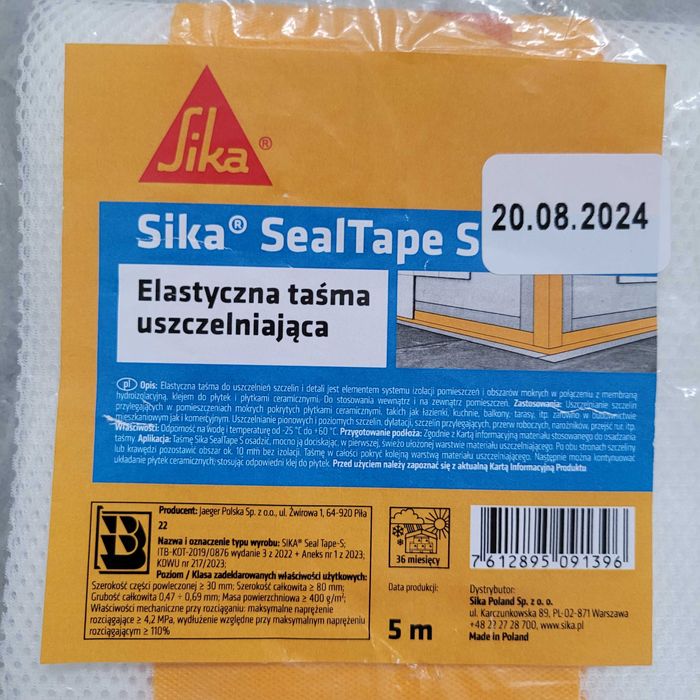 Sika®
Sika® SealTape S
20.08.2024
Elastyczna taśma
uszczelniająca
pl Opis: Elastyczna taśma do uszczelnień szczelin i detali jest elementem systemu izolacji pomieszczeń i obszarów mokrych w połączeniu z membraną
hydroizolacyjną, klejem do płytek i płytkami ceramicznymi. Do stosowania wewnątrz i na zewnątrz pomieszczeń. Zastosowania: Uszczelnianie szczelin
przylegających w pomieszczeniach mokrych pokrytych płytkami ceramicznymi, takich jak łazienki, kuchnie, balkony, tarasy, itp. zarówno w budownictwie
mieszkaniowym jak i komercyjnym. Uszczelnianie pionowych i poziomych szczelin, dylatacji, szczelin przylegających, przerw roboczych, narożników, przejść rur. itp.
Właściwości: Odporność na wodę i temperaturę od -25 °C do +60 °C. Przygotowanie podłoża: Zgodnie z Kartą informacyjną materiału stosowanego do osadzania
taśmy. Aplikacja: Taśmę Sika SealTape S osadzić, mocno ją dociskając, w pierwszej, świeżo ułożonej warstwie materiału uszczelniającego. Po obu stronach szczeliny
lub krawędzi pozostawić obszar ok. 10 mm bez izolacji. Taśmę w całości pokryć kolejną warstwą materiału uszczelniającego. Następnie można kontynuować
układanie płytek ceramicznych, stosując odpowiedni klej do płytek. Przed użyciem należy zapoznać się z aktualną Kartą Informacyjną Produktu
Producent: Jaeger Polska Sp. z o.o., ul. Żwirowa 1, 64-920 Piła
22
Nazwa i oznaczenie typu wyrobu: SIKA® Seal Tape-S;
ITB-KOT-2019/0876 wydanie 3 z 2022 + Aneks nr 1 z 2023;
KDWU nr 217/2023;
Poziom / Klasa zadeklarowanych właściwości użytkowych:
Szerokość części powleczonej ≥ 30 mm; Szerokość całkowita ≥ 80 mm;
Grubość całkowita 0,47 ÷ 0,69 mm; Masa powierzchniowa ≥ 400 g/m²;
Właściwości mechaniczne przy rozciąganiu: maksymalne naprężenie
rozciągające ≥ 4,2 MPa, wydłużenie względne przy maksymalnym naprężeniu
rozciągającym ≥ 110%
36 miesięcy
Data produkcji:
5 m
7 612895 091396
Dystrybutor:
Sika Poland Sp. z o. o.
ul. Karczunkowska 89, PL-02-871 Warszawa
+48 22 27 28 700, www.sika.pl
Made in Poland